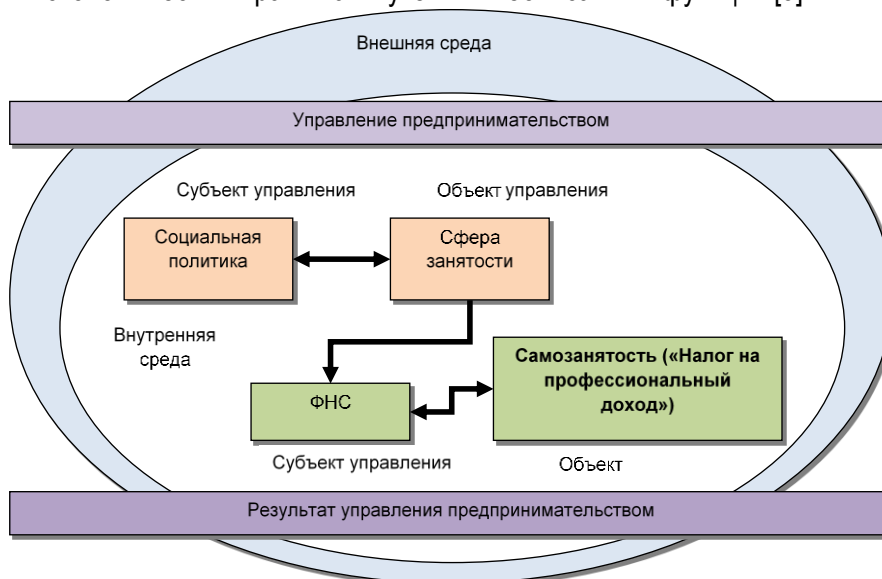 Внешняя среда
Управление предпринимательством
Субъект управления
Объект управления
Социальная
политика
Сфера
занятости
Внутренняя
среда
Самозанятость («Налог на
профессиональный
доход»)
ФНС
Субъект управления
Объект
Результат управления предпринимательством